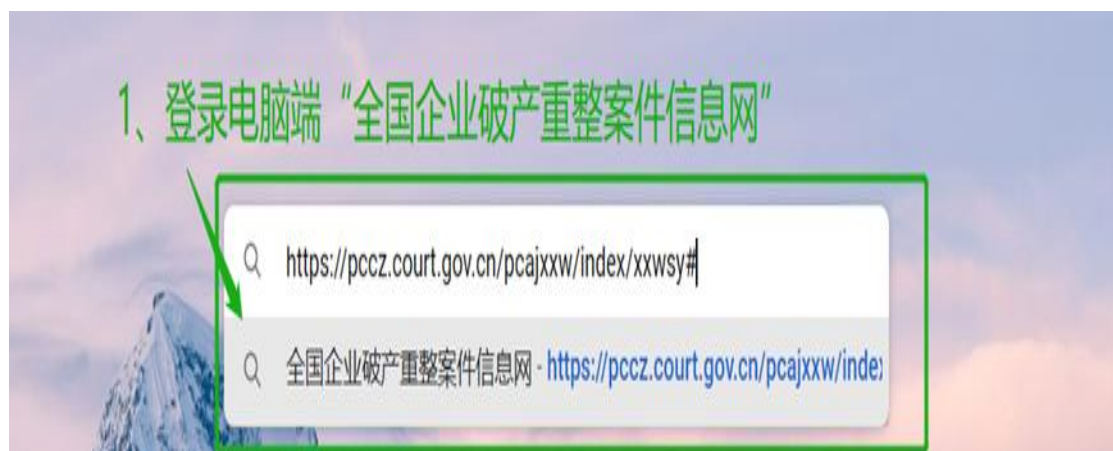 1、登录电脑端“全国企业破产重整案件信息网”
https://pccz.court.gov.cn/pcajxxw/index/xxwsy#
全国企业破产重整案件信息网 - https://pccz.court.gov.cn/pcajxxw/inde